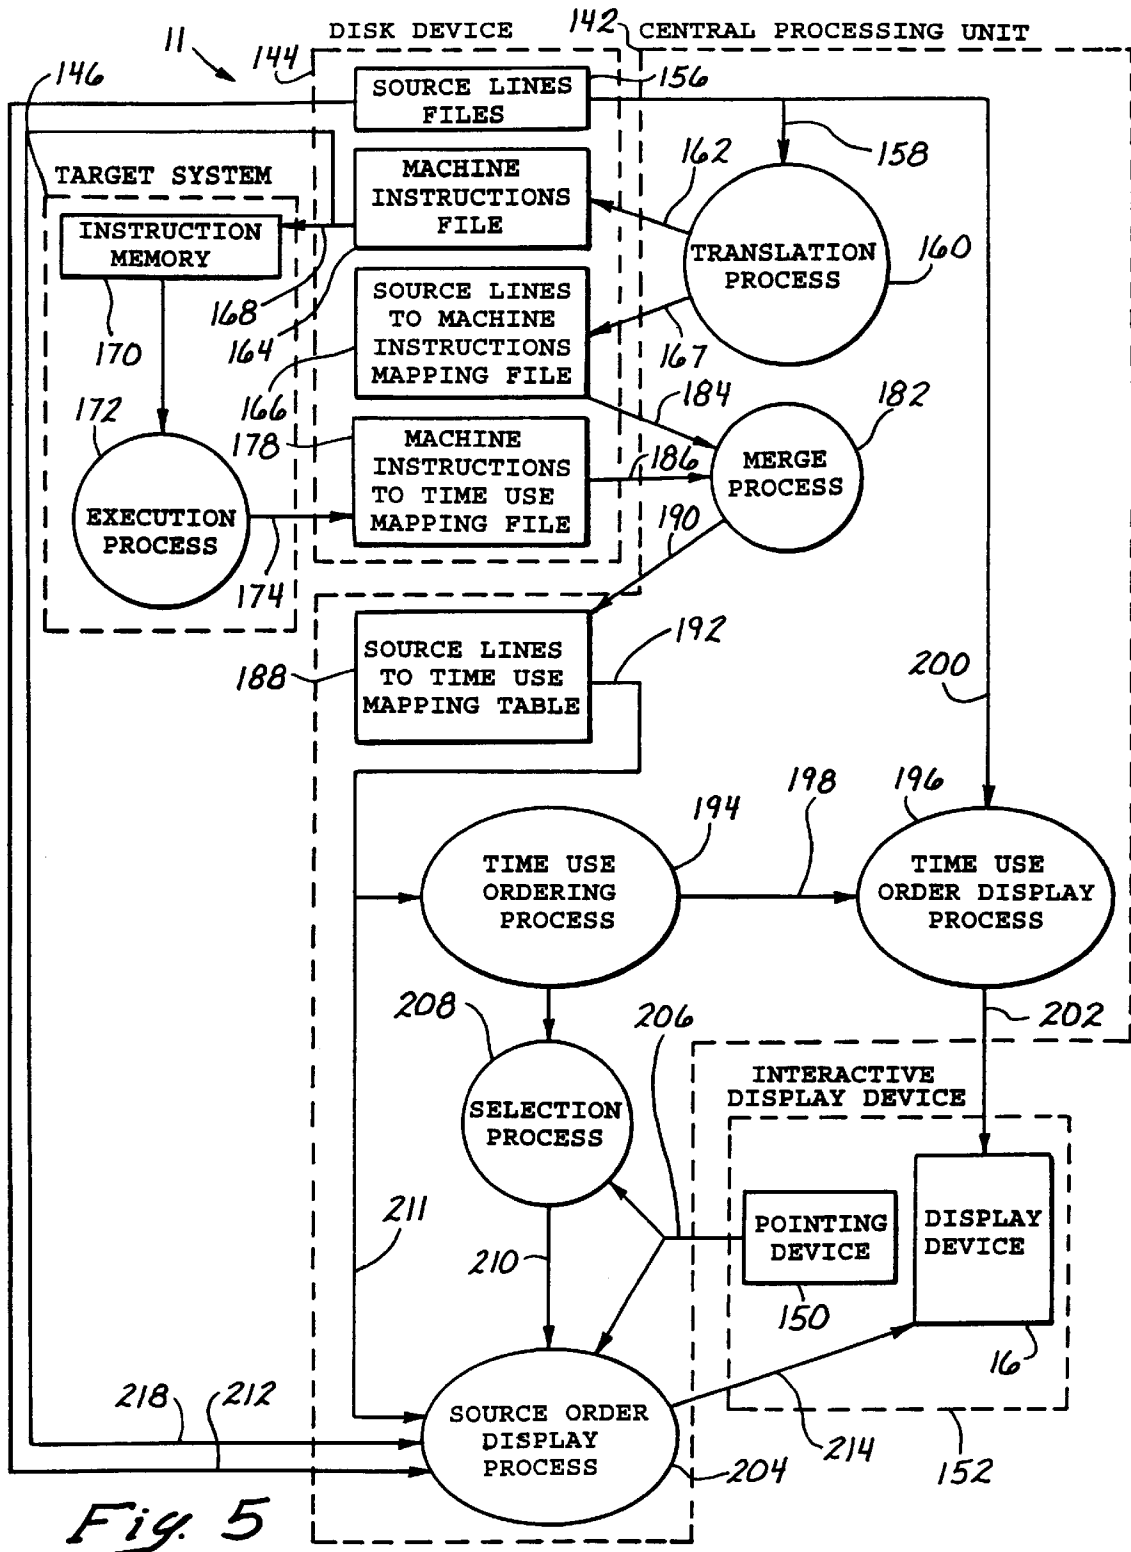 11
146
144
DISK DEVICE
142
CENTRAL PROCESSING UNIT
SOURCE LINES
FILES
156
158
162
MACHINE
INSTRUCTIONS
FILE
TARGET SYSTEM
INSTRUCTION
MEMORY
TRANSLATION
PROCESS
160
168
164
170
SOURCE LINES
TO MACHINE
INSTRUCTIONS
MAPPING FILE
167
166
184
182
172
178
MACHINE
INSTRUCTIONS
TO TIME USE
MAPPING FILE
186
MERGE
PROCESS
EXECUTION
PROCESS
174
190
SOURCE LINES
TO TIME USE
MAPPING TABLE
188
192
200
198
196
194
TIME USE
ORDERING
PROCESS
TIME USE
ORDER DISPLAY
PROCESS
208
206
202
INTERACTIVE
DISPLAY DEVICE
SELECTION
PROCESS
211
210
POINTING
DEVICE
150
DISPLAY
DEVICE
16
218
212
SOURCE ORDER
DISPLAY
PROCESS
204
214
152
Fig. 5